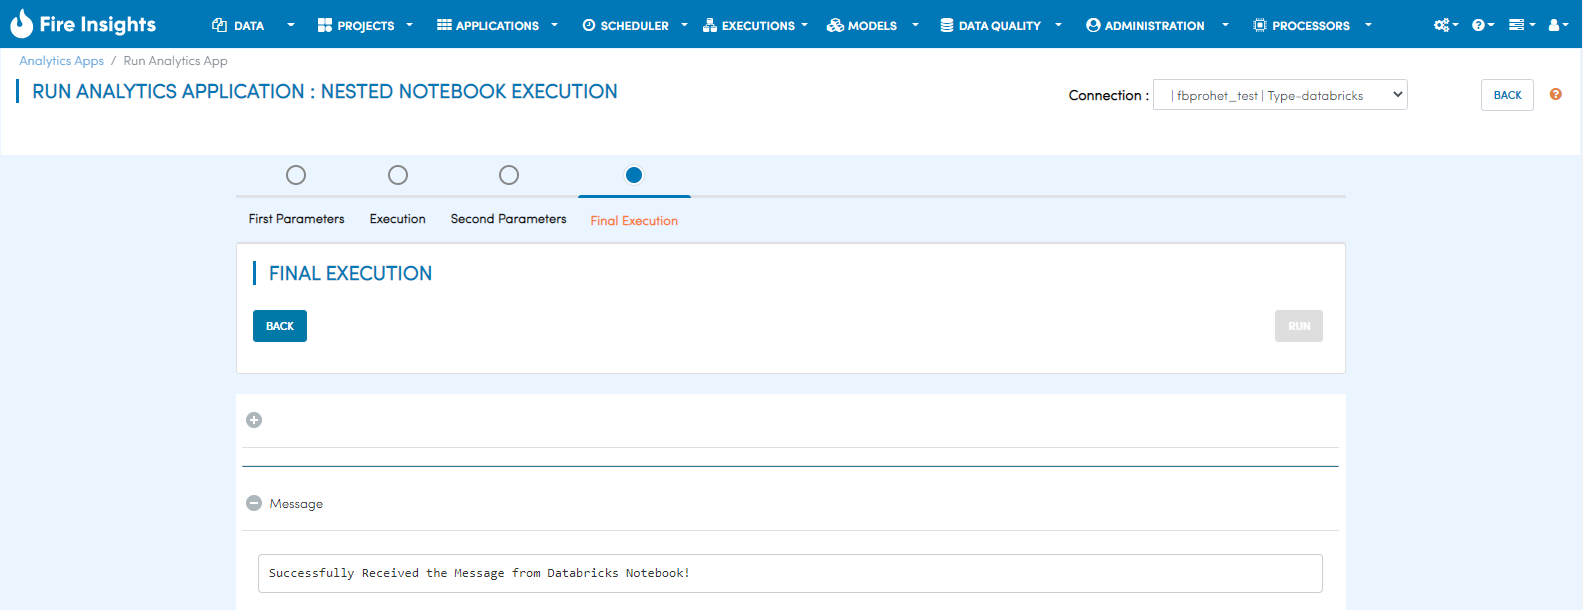 Fire Insights DATA PROJECTS APPLICATIONS SCHEDULER EXECUTIONS MODELS DATA QUALITY ADMINISTRATION PROCESSORS
Analytics Apps / Run Analytics App
RUN ANALYTICS APPLICATION : NESTED NOTEBOOK EXECUTION
Connection : | fbprohet_test | Type-databricks BACK
First Parameters Execution Second Parameters Final Execution
FINAL EXECUTION
BACK RUN
Message
Successfully Received the Message from Databricks Notebook!